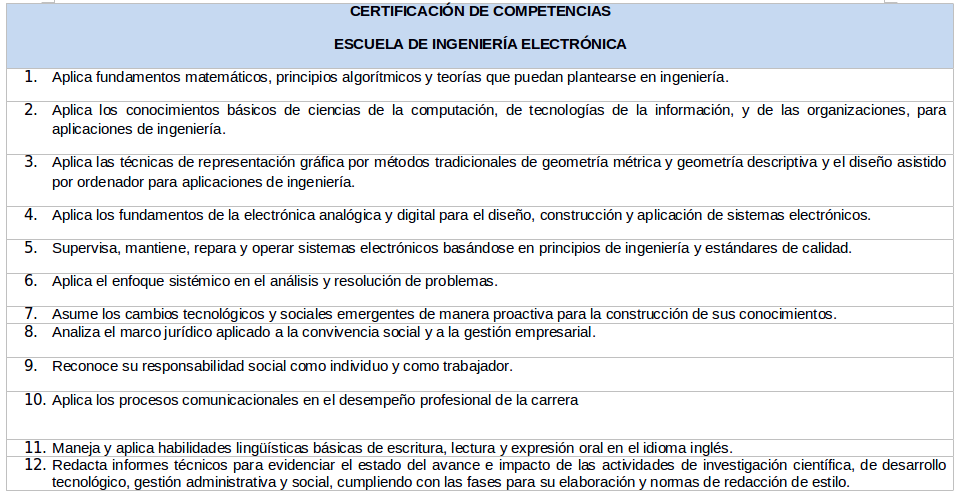 CERTIFICACIÓN DE COMPETENCIAS
ESCUELA DE INGENIERÍA ELECTRÓNICA
1. Aplica fundamentos matemáticos, principios algorítmicos y teorías que puedan plantearse en ingeniería.
2. Aplica los conocimientos básicos de ciencias de la computación, de tecnologías de la información, y de las organizaciones, para
aplicaciones de ingeniería.
3. Aplica las técnicas de representación gráfica por métodos tradicionales de geometría métrica y geometría descriptiva y el diseño asistido
por ordenador para aplicaciones de ingeniería.
4. Aplica los fundamentos de la electrónica analógica y digital para el diseño, construcción y aplicación de sistemas electrónicos.
5. Supervisa, mantiene, repara y operar sistemas electrónicos basándose en principios de ingeniería y estándares de calidad.
6. Aplica el enfoque sistémico en el análisis y resolución de problemas.
7. Asume los cambios tecnológicos y sociales emergentes de manera proactiva para la construcción de sus conocimientos.
8. Analiza el marco jurídico aplicado a la convivencia social y a la gestión empresarial.
9. Reconoce su responsabilidad social como individuo y como trabajador.
10. Aplica los procesos comunicacionales en el desempeño profesional de la carrera
11. Maneja y aplica habilidades lingüísticas básicas de escritura, lectura y expresión oral en el idioma inglés.
12. Redacta informes técnicos para evidenciar el estado del avance e impacto de las actividades de investigación científica, de desarrollo
tecnológico, gestión administrativa y social, cumpliendo con las fases para su elaboración y normas de redacción de estilo.